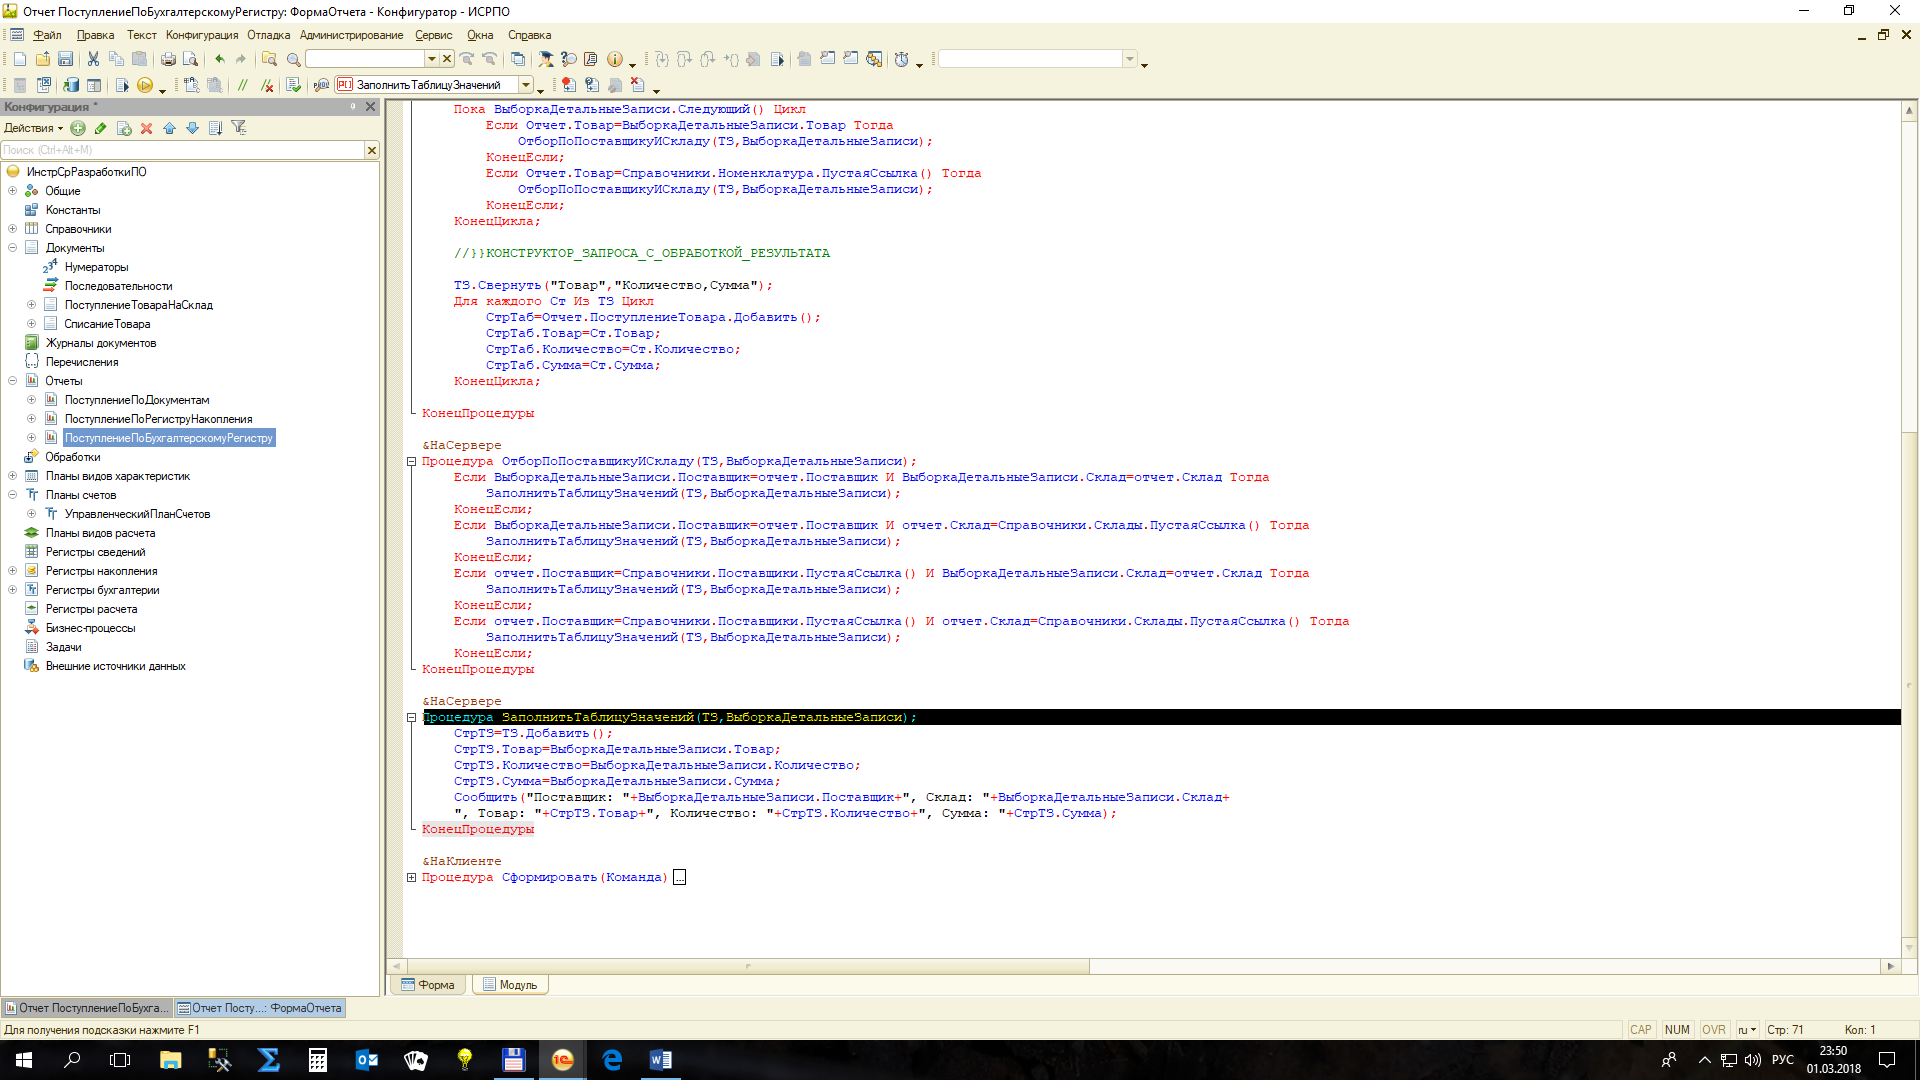 Отчет ПоступлениеПоБухгалтерскомуРегистру: ФормаОтчета - Конфигуратор - ИСРПО
Файл Правка Текст Конфигурация Отладка Администрирование Сервис Окна Справка
ЗаполнитьТаблицуЗначений
Конфигурация *
Действия
Поиск (Ctrl+Alt+M)
ИнстрСрРазработкиПО
Общие
Константы
Справочники
Документы
Нумераторы
Последовательности
ПоступлениеТовараНаСклад
СписаниеТовара
Журналы документов
Перечисления
Отчеты
ПоступлениеПоДокументам
ПоступлениеПоРегиструНакопления
ПоступлениеПоБухгалтерскомуРегистру
Обработки
Планы видов характеристик
Планы счетов
УправленческийПланСчетов
Планы видов расчета
Регистры сведений
Регистры накопления
Регистры бухгалтерии
Регистры расчета
Бизнес-процессы
Задачи
Внешние источники данных
Пока ВыборкаДетальныеЗаписи.Следующий() Цикл
Если Отчет.Товар=ВыборкаДетальныеЗаписи.Товар Тогда
ОтборПоПоставщикуИСкладу(ТЗ,ВыборкаДетальныеЗаписи);
КонецЕсли;
Если Отчет.Товар=Справочники.Номенклатура.ПустаяСсылка() Тогда
ОтборПоПоставщикуИСкладу(ТЗ,ВыборкаДетальныеЗаписи);
КонецЕсли;
КонецЦикла;
//}}КОНСТРУКТОР_ЗАПРОСА_С_ОБРАБОТКОЙ_РЕЗУЛЬТАТА
ТЗ.Свернуть("Товар","Количество,Сумма");
Для каждого Ст Из ТЗ Цикл
СтрТаб=Отчет.ПоступлениеТовара.Добавить();
СтрТаб.Товар=Ст.Товар;
СтрТаб.Количество=Ст.Количество;
СтрТаб.Сумма=Ст.Сумма;
КонецЦикла;
КонецПроцедуры
&НаСервере
Процедура ОтборПоПоставщикуИСкладу(ТЗ,ВыборкаДетальныеЗаписи);
Если ВыборкаДетальныеЗаписи.Поставщик=отчет.Поставщик И ВыборкаДетальныеЗаписи.Склад=отчет.Склад Тогда
ЗаполнитьТаблицуЗначений(ТЗ,ВыборкаДетальныеЗаписи);
КонецЕсли;
Если ВыборкаДетальныеЗаписи.Поставщик=отчет.Поставщик И отчет.Склад=Справочники.Склады.ПустаяСсылка() Тогда
ЗаполнитьТаблицуЗначений(ТЗ,ВыборкаДетальныеЗаписи);
КонецЕсли;
Если отчет.Поставщик=Справочники.Поставщики.ПустаяСсылка() И ВыборкаДетальныеЗаписи.Склад=отчет.Склад Тогда
ЗаполнитьТаблицуЗначений(ТЗ,ВыборкаДетальныеЗаписи);
КонецЕсли;
Если отчет.Поставщик=Справочники.Поставщики.ПустаяСсылка() И отчет.Склад=Справочники.Склады.ПустаяСсылка() Тогда
ЗаполнитьТаблицуЗначений(ТЗ,ВыборкаДетальныеЗаписи);
КонецЕсли;
КонецПроцедуры
&НаСервере
Процедура ЗаполнитьТаблицуЗначений(ТЗ,ВыборкаДетальныеЗаписи);
СтрТЗ=ТЗ.Добавить();
СтрТЗ.Товар=ВыборкаДетальныеЗаписи.Товар;
СтрТЗ.Количество=ВыборкаДетальныеЗаписи.Количество;
СтрТЗ.Сумма=ВыборкаДетальныеЗаписи.Сумма;
Сообщить("Поставщик: "+ВыборкаДетальныеЗаписи.Поставщик+", Склад: "+ВыборкаДетальныеЗаписи.Склад+
", Товар: "+СтрТЗ.Товар+", Количество: "+СтрТЗ.Количество+", Сумма: "+СтрТЗ.Сумма);
КонецПроцедуры
&НаКлиенте
Процедура Сформировать(Команда) ...
Форма Модуль
Отчет ПоступлениеПоБухга... Отчет Посту...: ФормаОтчета
Для получения подсказки нажмите F1
CAP NUM OVR ru Стр: 71 Кол: 1
РУС
23:50
01.03.2018